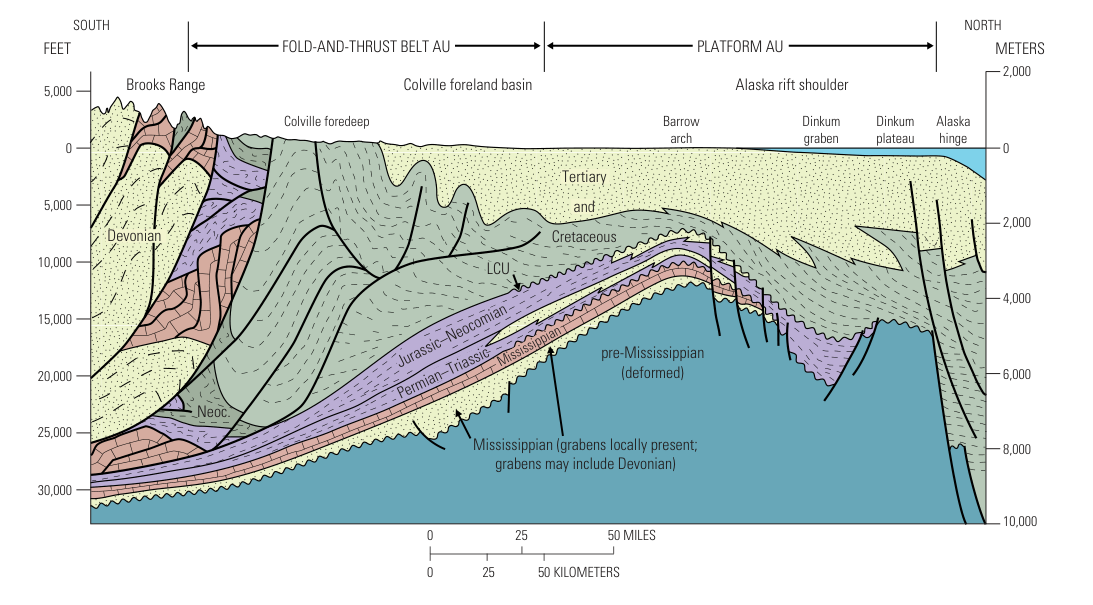 SOUTH
NORTH
FEET
FOLD-AND-THRUST BELT AU
PLATFORM AU
METERS
2,000
Brooks Range
Colville foreland basin
Alaska rift shoulder
5,000
Colville foredeep
Barrow
arch
Dinkum
graben
Dinkum
plateau
Alaska
hinge
0
0
Tertiary
and
Cretaceous
5,000
2,000
Devonian
10,000
LCU
4,000
15,000
Jurassic–Neocomian
Permian–Triassic
Mississippian
pre-Mississippian
(deformed)
20,000
6,000
Neoc.
25,000
Mississippian (grabens locally present;
grabens may include Devonian)
8,000
30,000
10,000
0 25 50 MILES
0 25 50 KILOMETERS